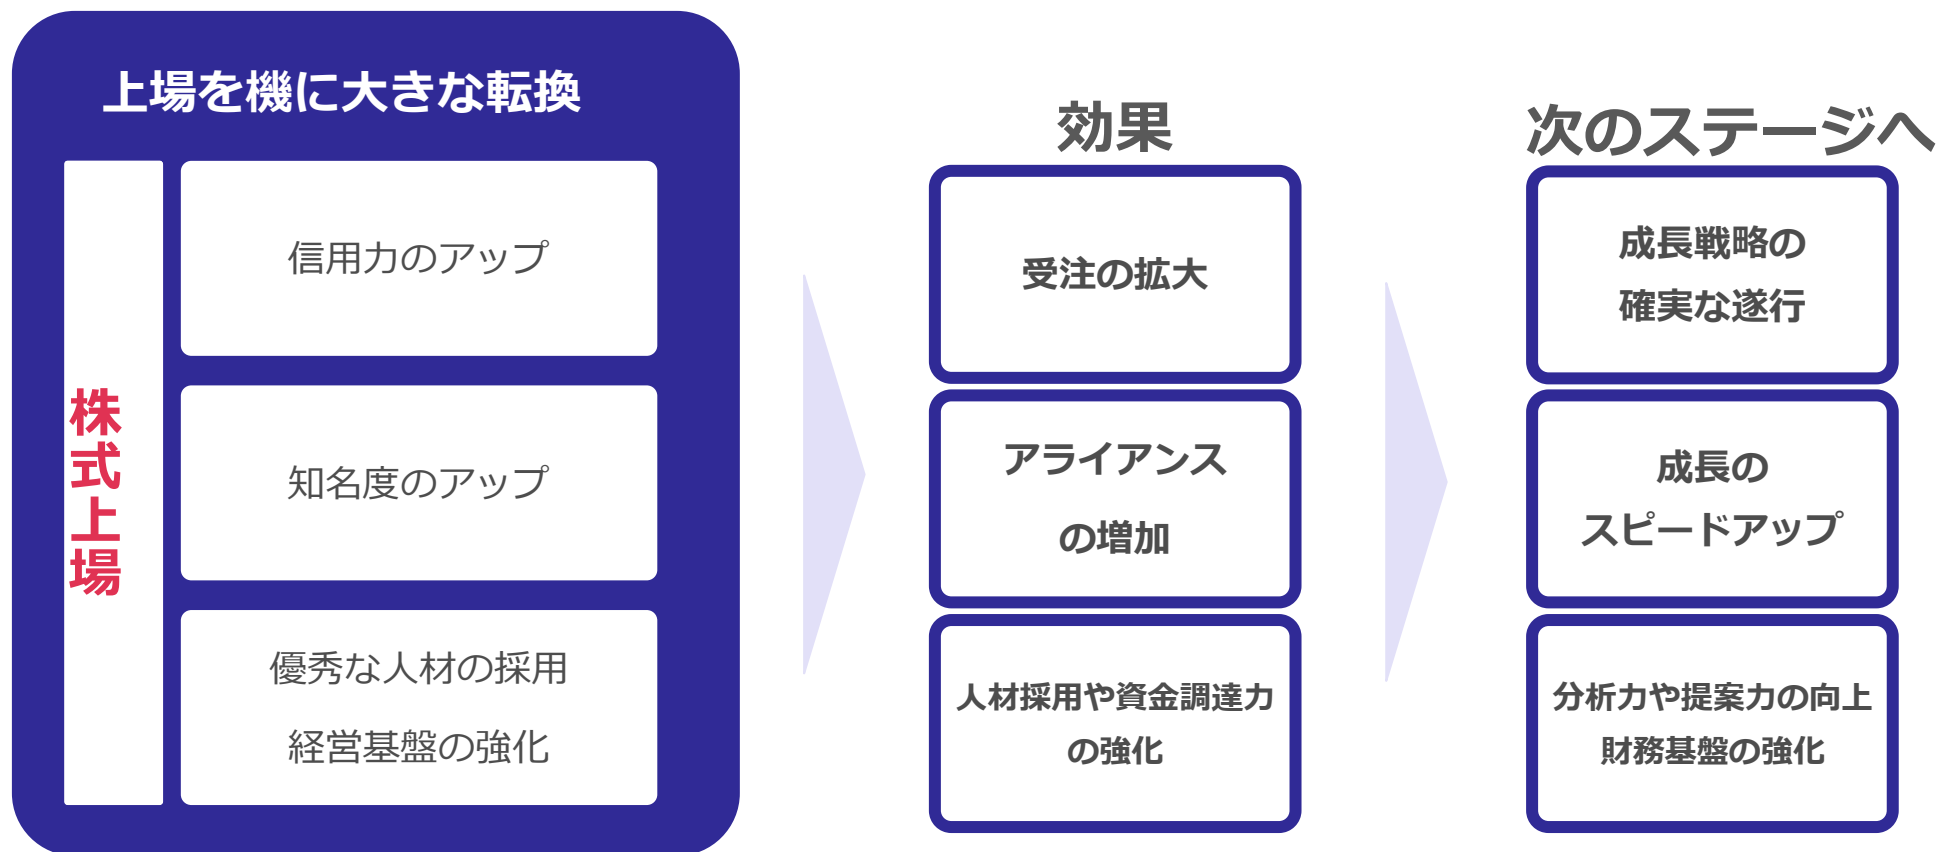 上場を機に大きな転換
株式上場
信用力のアップ
知名度のアップ
優秀な人材の採用
経営基盤の強化
効果
受注の拡大
アライアンス
の増加
人材採用や資金調達力
の強化
次のステージへ
成長戦略の
確実な遂行
成長の
スピードアップ
分析力や提案力の向上
財務基盤の強化